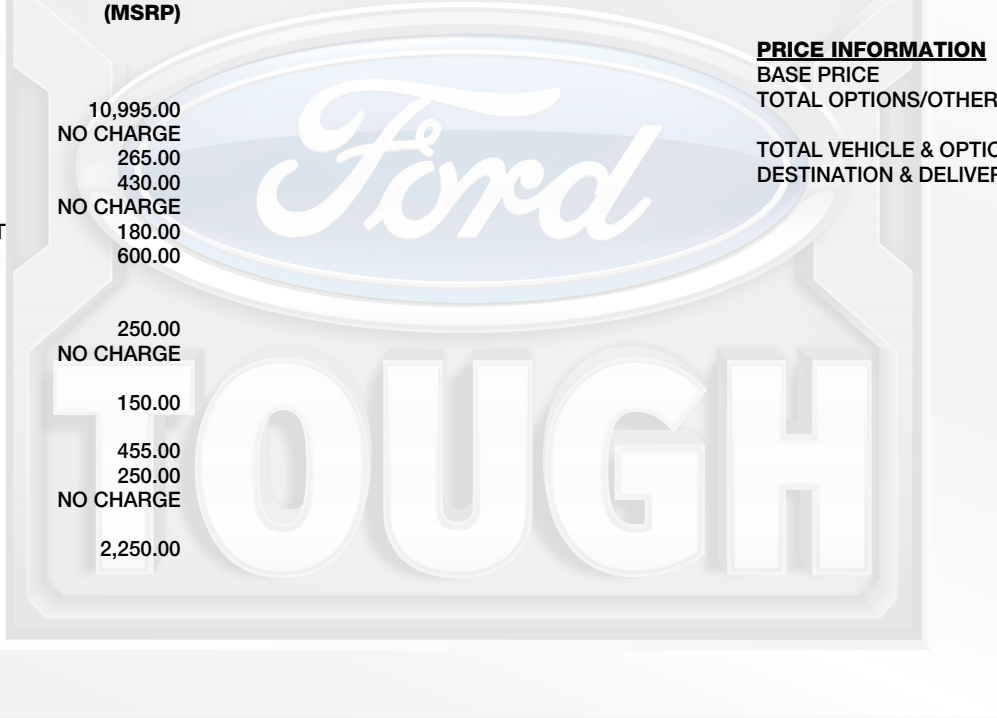 (MSRP)
10,995.00
NO CHARGE
265.00
430.00
NO CHARGE
T
180.00
600.00
250.00
NO CHARGE
150.00
455.00
250.00
NO CHARGE
2,250.00
PRICE INFORMATION
BASE PRICE
TOTAL OPTIONS/OTHER
TOTAL VEHICLE & OPTIO
DESTINATION & DELIVER
Ford
TOUGH